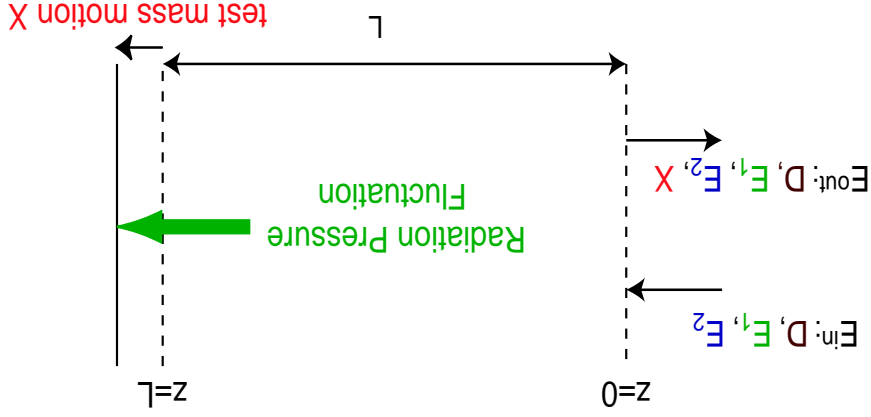 z=0
z=L
E_in: D, E_1, E_2
Radiation Pressure
Fluctuation
E_out: D, E_1, E_2, X
L
test mass motion X